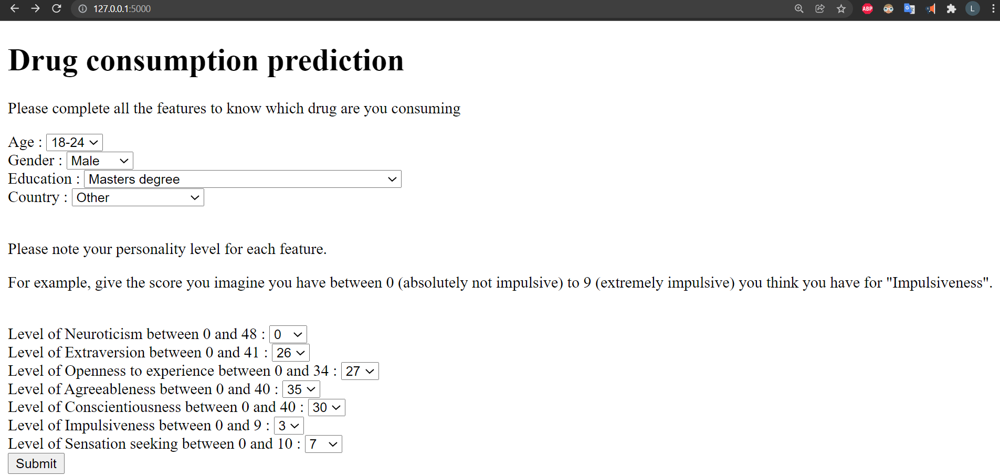 127.0.0.1:5000
ABP
L
Drug consumption prediction
Please complete all the features to know which drug are you consuming
Age : 18-24
Gender : Male
Education : Masters degree
Country : Other
Please note your personality level for each feature.
For example, give the score you imagine you have between 0 (absolutely not impulsive) to 9 (extremely impulsive) you think you have for "Impulsiveness".
Level of Neuroticism between 0 and 48 : 0
Level of Extraversion between 0 and 41 : 26
Level of Openness to experience between 0 and 34 : 27
Level of Agreeableness between 0 and 40 : 35
Level of Conscientiousness between 0 and 40 : 30
Level of Impulsiveness between 0 and 9 : 3
Level of Sensation seeking between 0 and 10 : 7
Submit